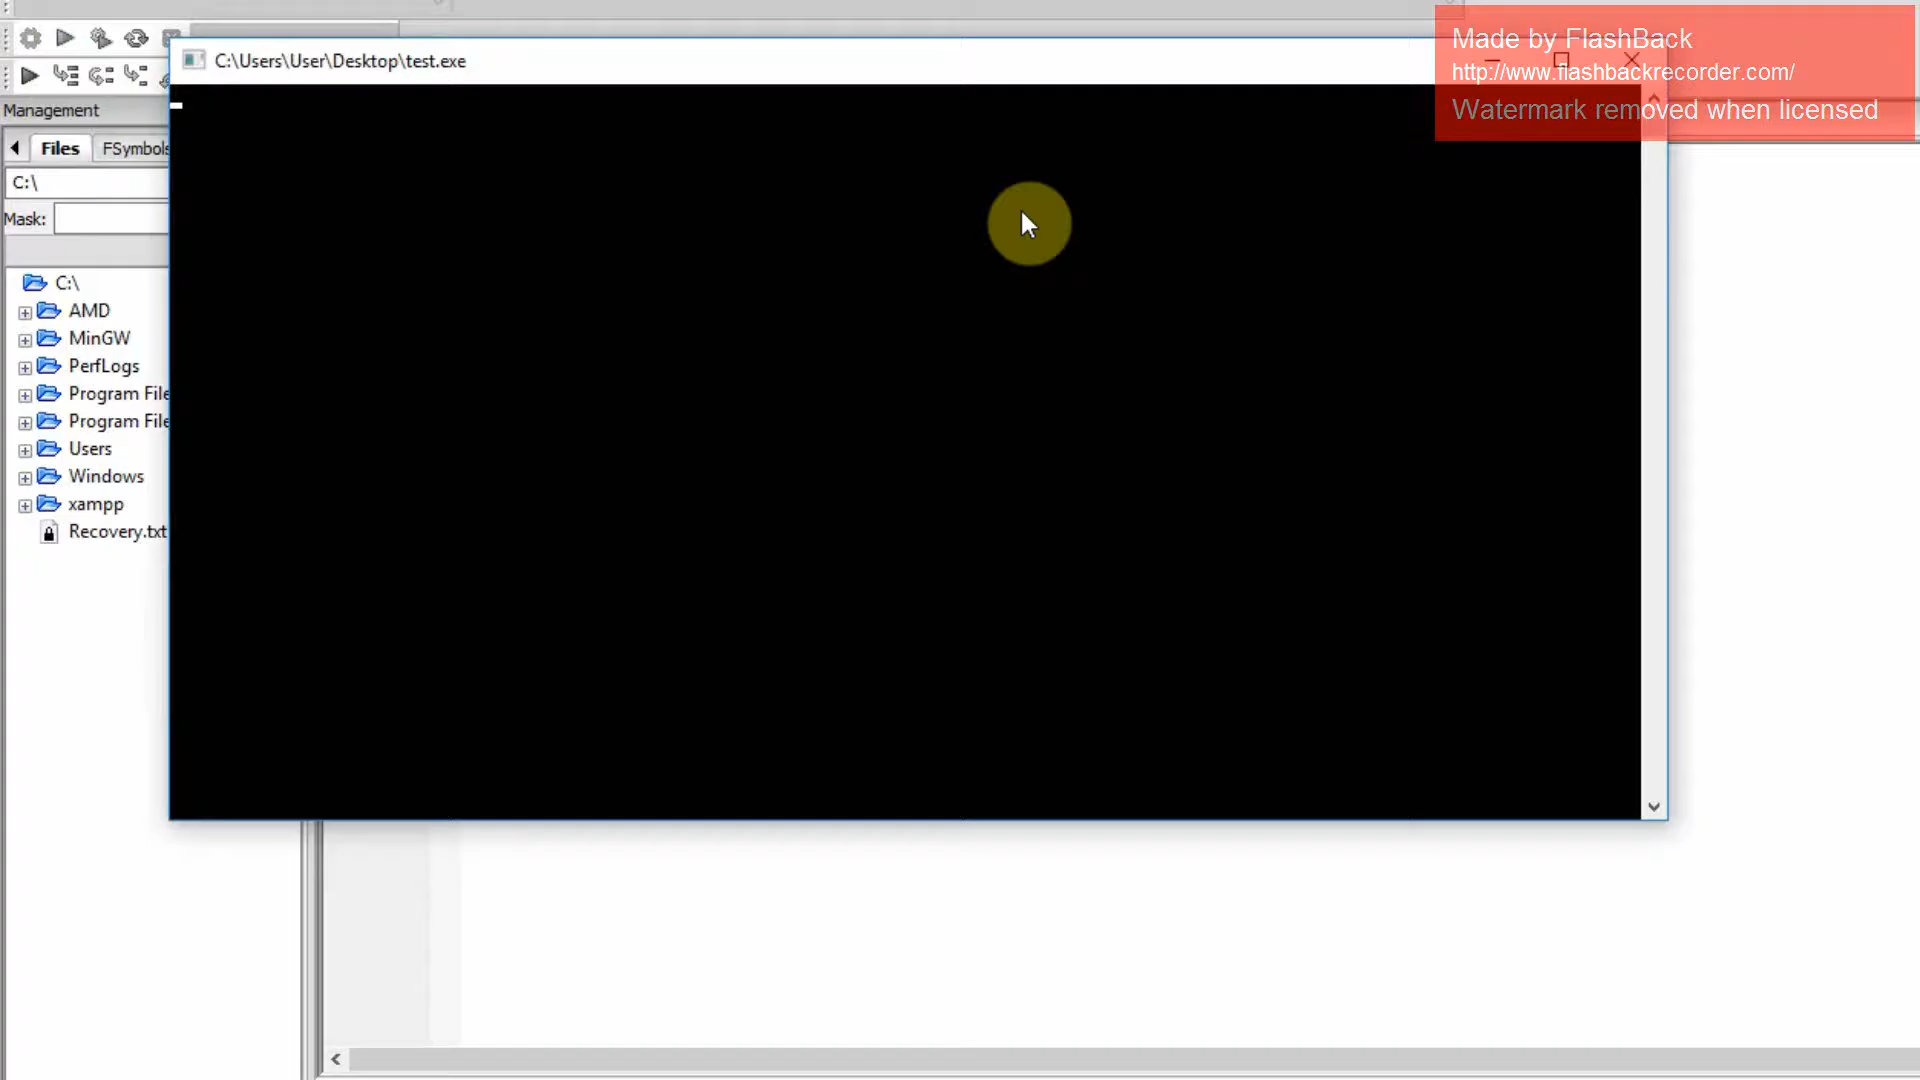 C:\Users\User\Desktop\test.exe
Made by FlashBack
http://www.flashbackrecorder.com/
Watermark removed when licensed
Management
Files
FSymbols
C:\
Mask:
C:\
AMD
MinGW
PerfLogs
Program File
Program File
Users
Windows
xampp
Recovery.txt